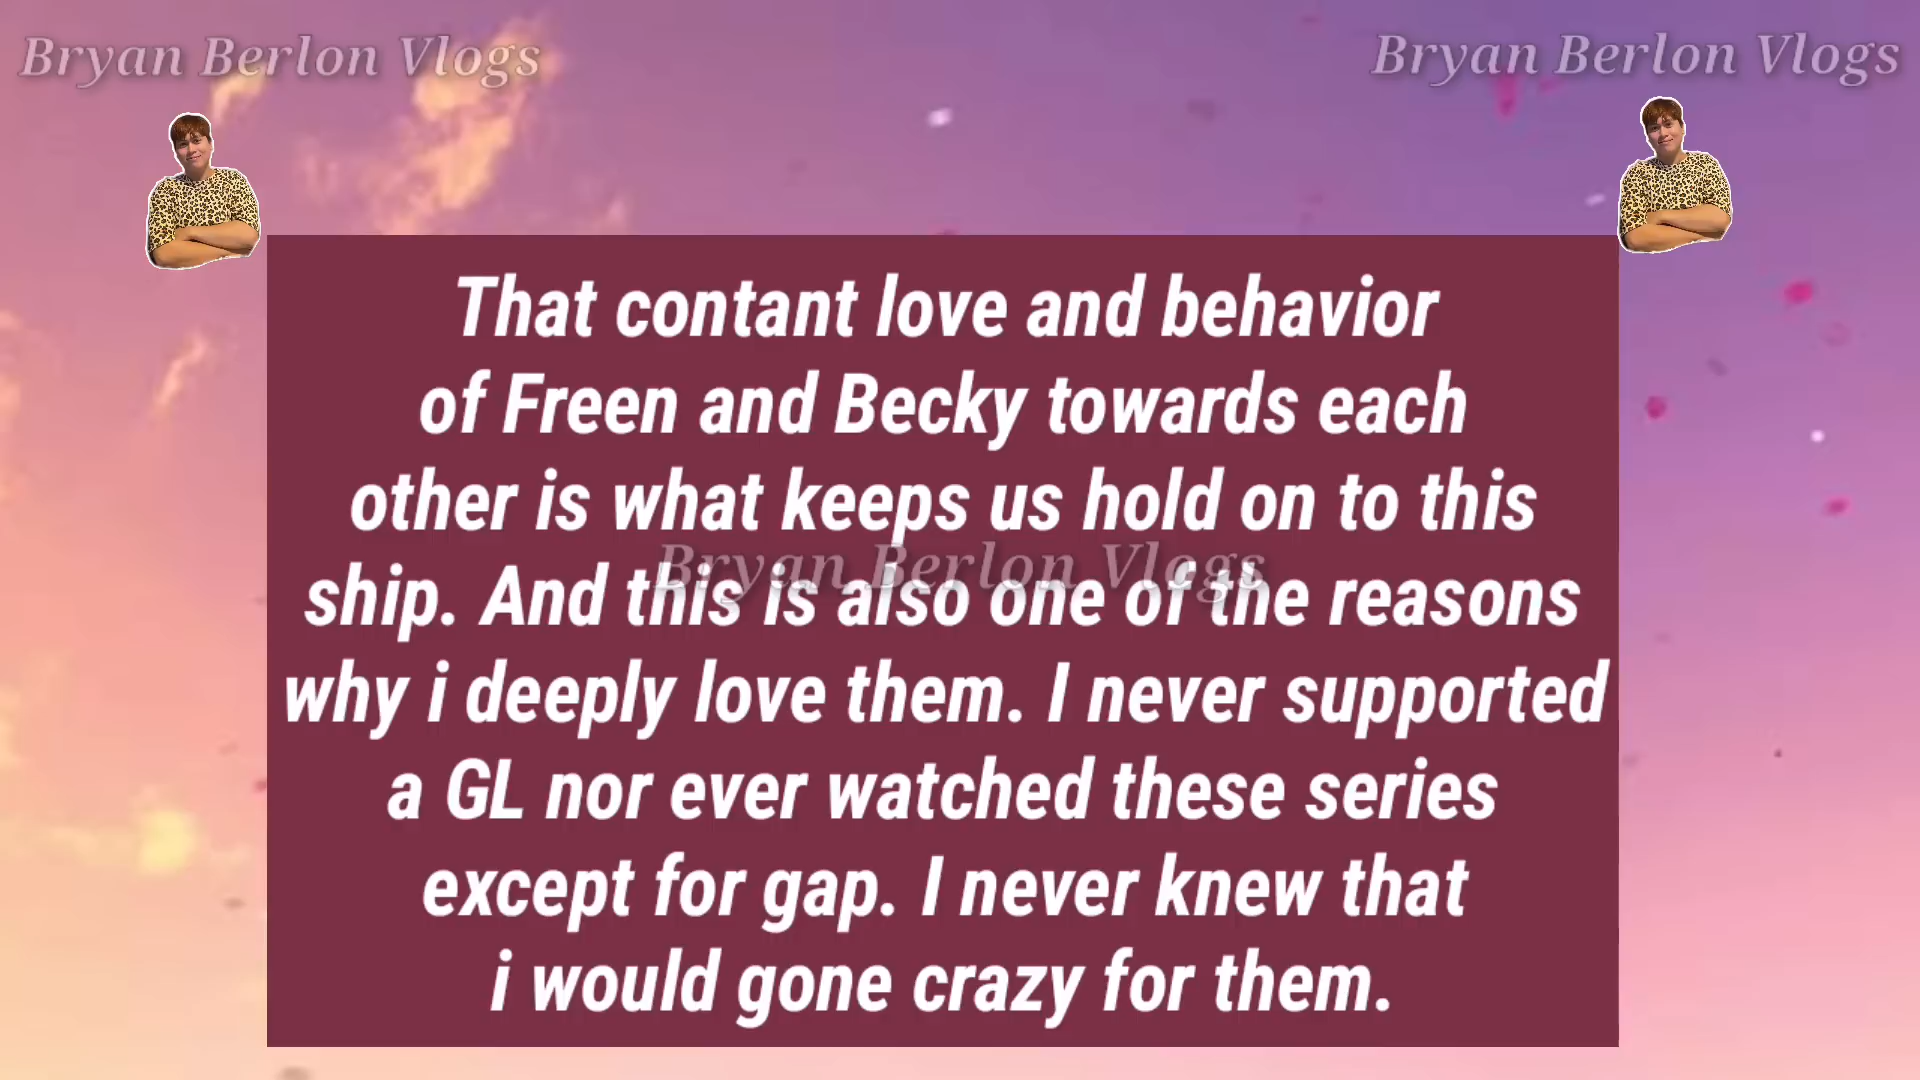 Bryan Berlon Vlogs
Bryan Berlon Vlogs
That contant love and behavior
of Freen and Becky towards each
other is what keeps us hold on to this
Bryan Berlon Vlogs
ship. And this is also one of the reasons
why i deeply love them. I never supported
a GL nor ever watched these series
except for gap. I never knew that
i would gone crazy for them.